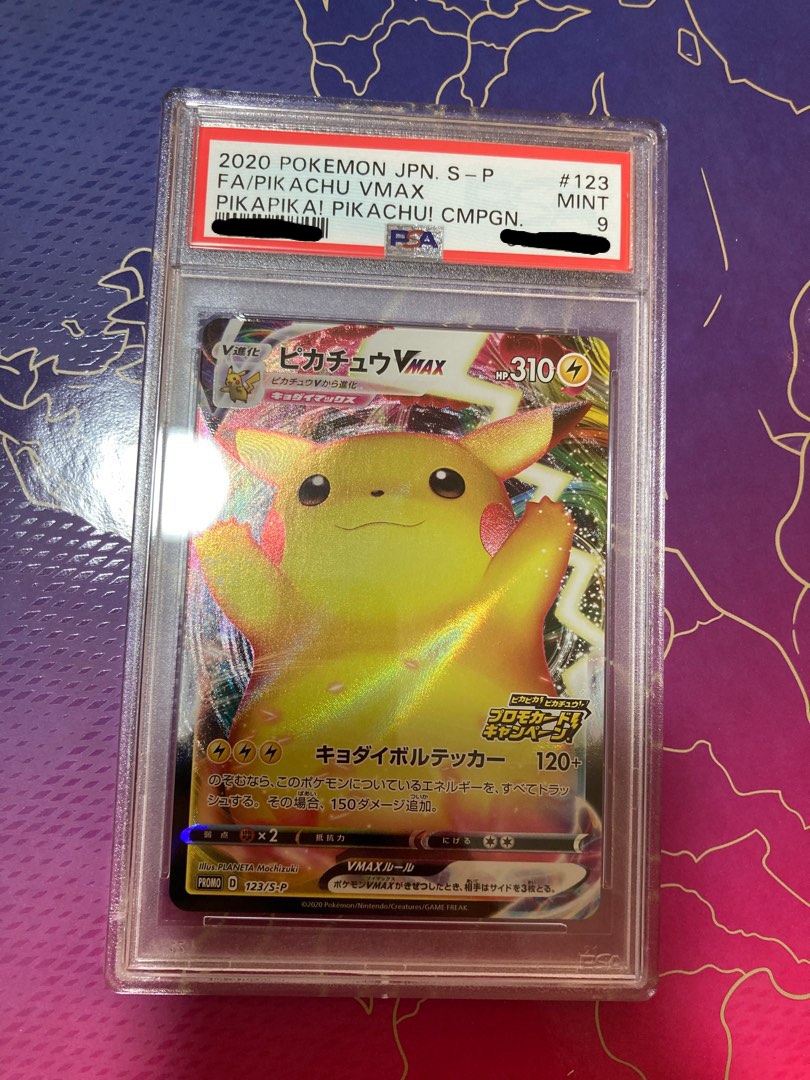 2020 POKEMON JPN. S-P #123
FA/PIKACHU VMAX MINT
PIKAPIKA! PIKACHU! CMPGN. 9
PSA
V進化
ピカチュウVMAX
HP310
ピカチュウVから進化
キョダイマックス
ピカピカ!ピカチュウ!
プロモカード
キャンペーン!
キョダイボルテッカー 120+
のぞむなら、このポケモンについているエネルギーを、すべてトラッ
シュする。その場合、150ダメージ追加。
弱点 ×2 抵抗力 にげる
Illus.PLANETA Mochizuki
VMAXルール
ポケモンVMAXがきぜつしたとき、相手はサイドを3枚とる。
PROMO D 123/S-P
©2020 Pokémon/Nintendo/Creatures/GAME FREAK.